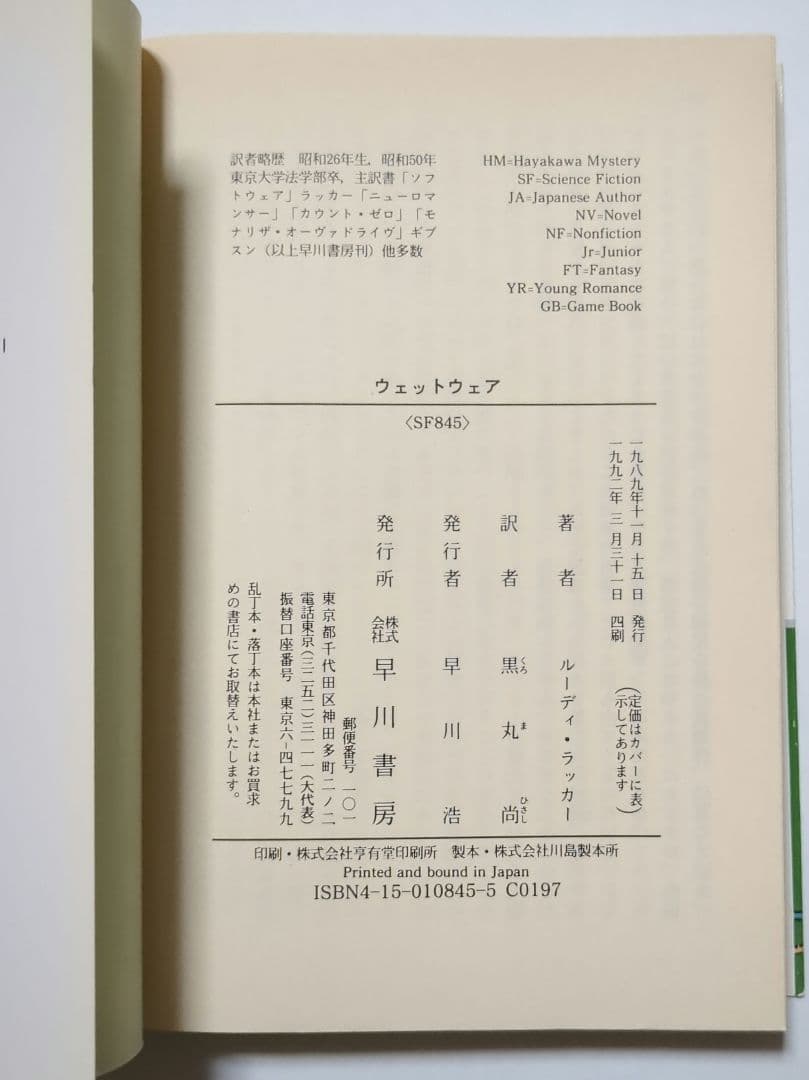 訳者略歴　昭和26年生，昭和50年
東京大学法学部卒，主訳書「ソフ
トウェア」ラッカー「ニューロマ
ンサー」「カウント・ゼロ」「モ
ナリザ・オーヴァドライヴ」ギブ
スン（以上早川書房刊）他多数
HM=Hayakawa Mystery
SF=Science Fiction
JA=Japanese Author
NV=Novel
NF=Nonfiction
Jr=Junior
FT=Fantasy
YR=Young Romance
GB=Game Book
ウェットウェア
〈SF845〉
一九八九年十一月十五日　発行
一九九二年三月三十一日　四刷
（定価はカバーに表
示してあります）
著者　ルーディ・ラッカー
訳者　黒丸尚
くろ　ま　ひさし
発行者　早川浩
発行所　株式会社早川書房
郵便番号　一〇一
東京都千代田区神田多町二ノ二
電話東京（三二五二）三一一一（大代表）
振替口座番号　東京六-四七七九九
乱丁本・落丁本は本社またはお買求
めの書店にてお取替えいたします。
印刷・株式会社亨有堂印刷所　製本・株式会社川島製本所
Printed and bound in Japan
ISBN4-15-010845-5 C0197